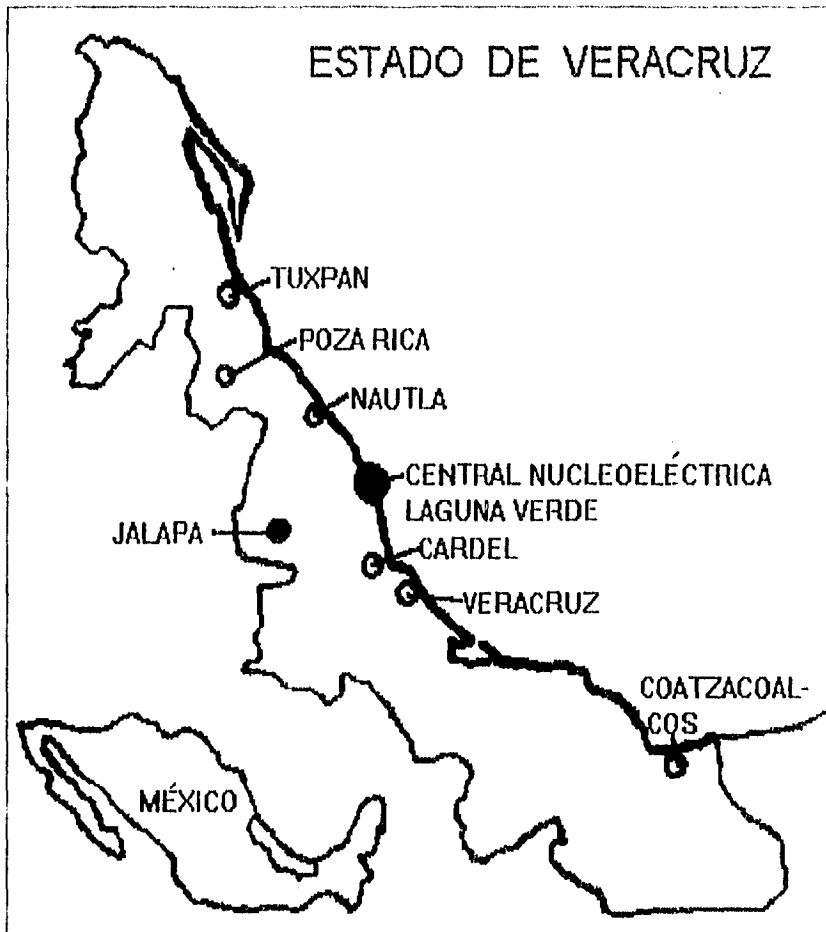 ESTADO DE VERACRUZ
TUXPAN
POZA RICA
NAUTLA
CENTRAL NUCLEOELÉCTRICA
LAGUNA VERDE
JALAPA
CARDEL
VERACRUZ
COATZACOAL-
COS
MÉXICO